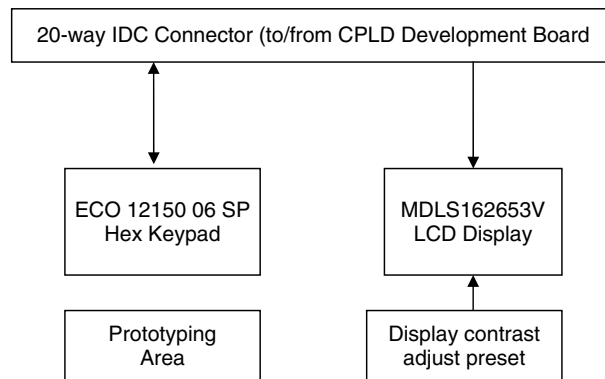 20-way IDC Connector (to/from CPLD Development Board
ECO 12150 06 SP
Hex Keypad
MDLS162653V
LCD Display
Prototyping
Area
Display contrast
adjust preset